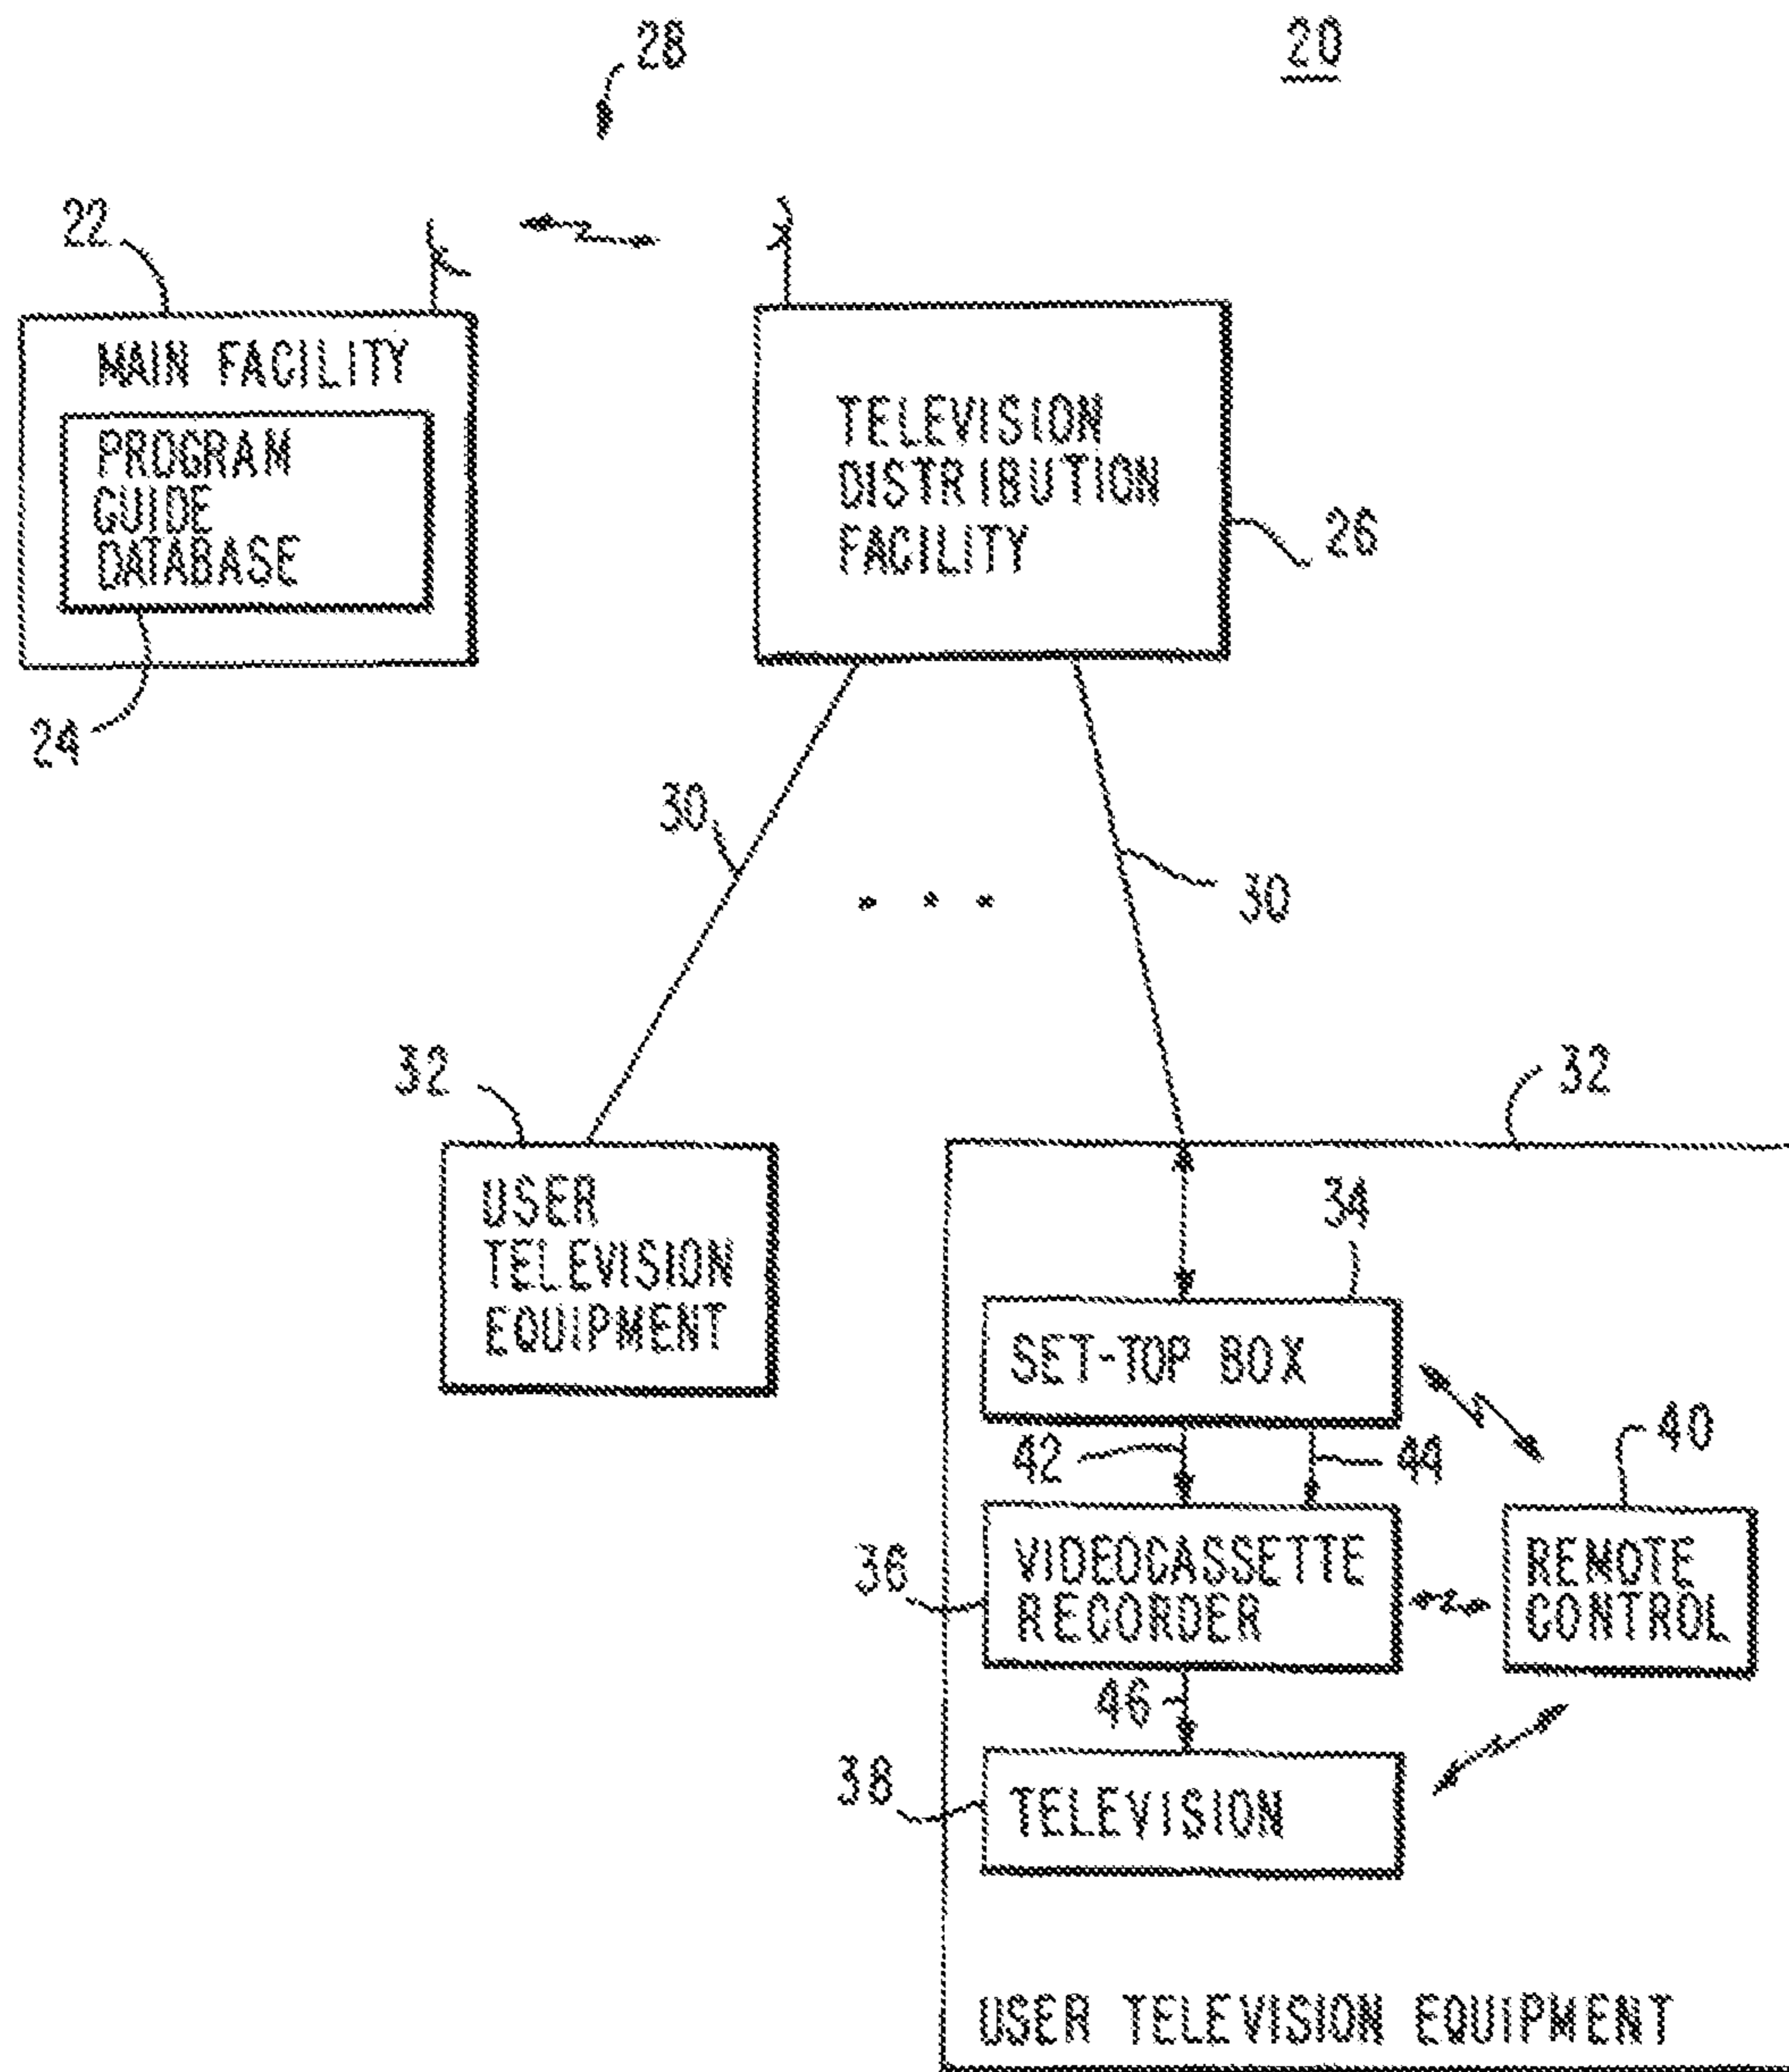 28
20
22
MAIN FACILITY
PROGRAM
GUIDE
DATABASE
24
TELEVISION
DISTRIBUTION
FACILITY
26
30
30
32
USER
TELEVISION
EQUIPMENT
32
34
SET-TOP BOX
42
44
40
36
VIDEOCASSETTE
RECORDER
REMOTE
CONTROL
46
38
TELEVISION
USER TELEVISION EQUIPMENT